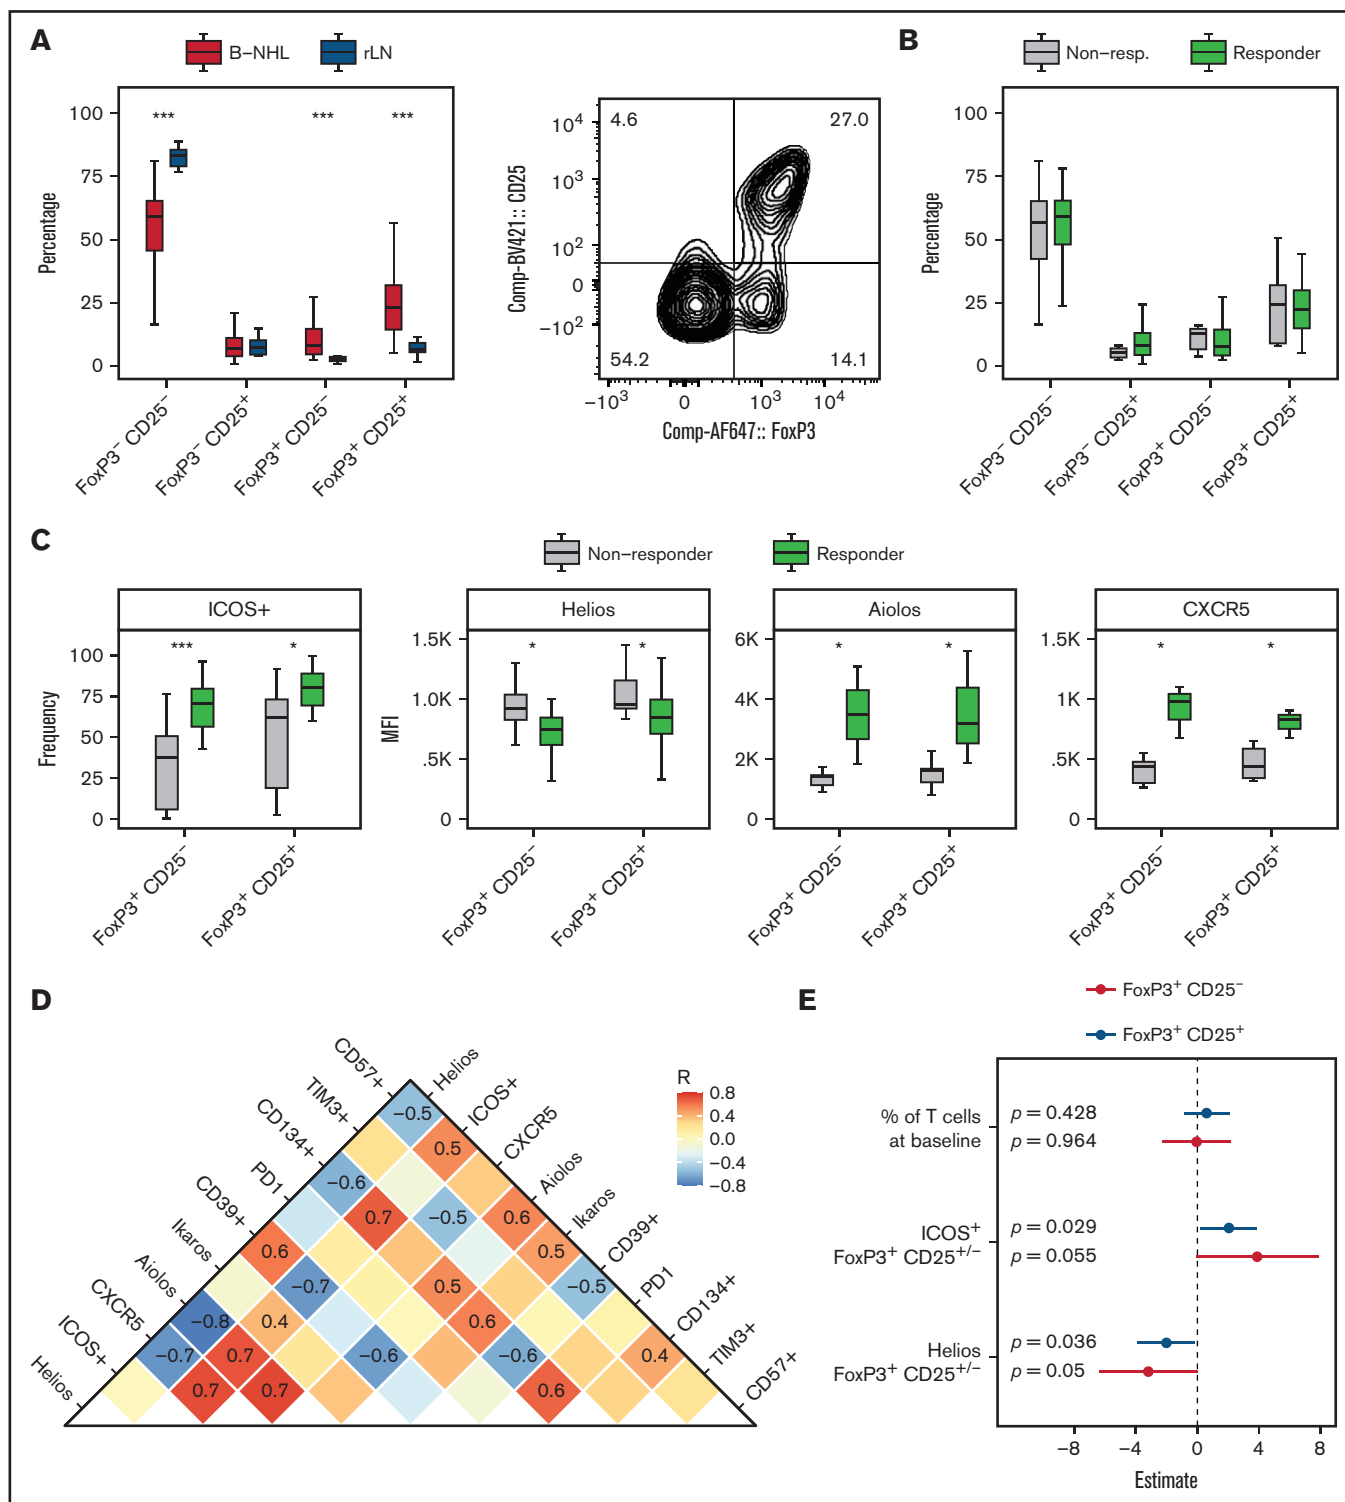 A
B–NHL
rLN
Percentage
100
75
50
25
0
***
***
***
FoxP3⁻ CD25⁻
FoxP3⁻ CD25⁺
FoxP3⁺ CD25⁻
FoxP3⁺ CD25⁺
Comp-BV421:: CD25
10⁴
10³
10²
0
−10²
4.6
27.0
54.2
14.1
−10³
0
10³
10⁴
Comp-AF647:: FoxP3
B
Non–resp.
Responder
Percentage
100
75
50
25
0
FoxP3⁻ CD25⁻
FoxP3⁻ CD25⁺
FoxP3⁺ CD25⁻
FoxP3⁺ CD25⁺
C
Non–responder
Responder
ICOS+
Frequency
100
75
50
25
0
***
*
FoxP3⁺ CD25⁻
FoxP3⁺ CD25⁺
Helios
MFI
1.5K
1.0K
.5K
0
*
*
FoxP3⁺ CD25⁻
FoxP3⁺ CD25⁺
Aiolos
6K
4K
2K
0
*
*
FoxP3⁺ CD25⁻
FoxP3⁺ CD25⁺
CXCR5
1.5K
1K
.5K
0
*
*
FoxP3⁺ CD25⁻
FoxP3⁺ CD25⁺
D
CD57+
TIM3+
CD134+
PD1
CD39+
Ikaros
Aiolos
CXCR5
ICOS+
Helios
Helios
ICOS+
CXCR5
Aiolos
Ikaros
CD39+
PD1
CD134+
TIM3+
CD57+
−0.5
0.5
−0.6
0.7
−0.5
0.6
0.6
0.5
−0.7
0.5
−0.5
−0.8
0.4
0.6
−0.7
0.7
−0.6
−0.6
0.4
0.7
0.7
0.6
R
0.8
0.4
0.0
−0.4
−0.8
E
FoxP3⁺ CD25⁻
FoxP3⁺ CD25⁺
% of T cells
at baseline
p = 0.428
p = 0.964
ICOS⁺
FoxP3⁺ CD25⁺/⁻
p = 0.029
p = 0.055
Helios
FoxP3⁺ CD25⁺/⁻
p = 0.036
p = 0.05
−8
−4
0
4
8
Estimate